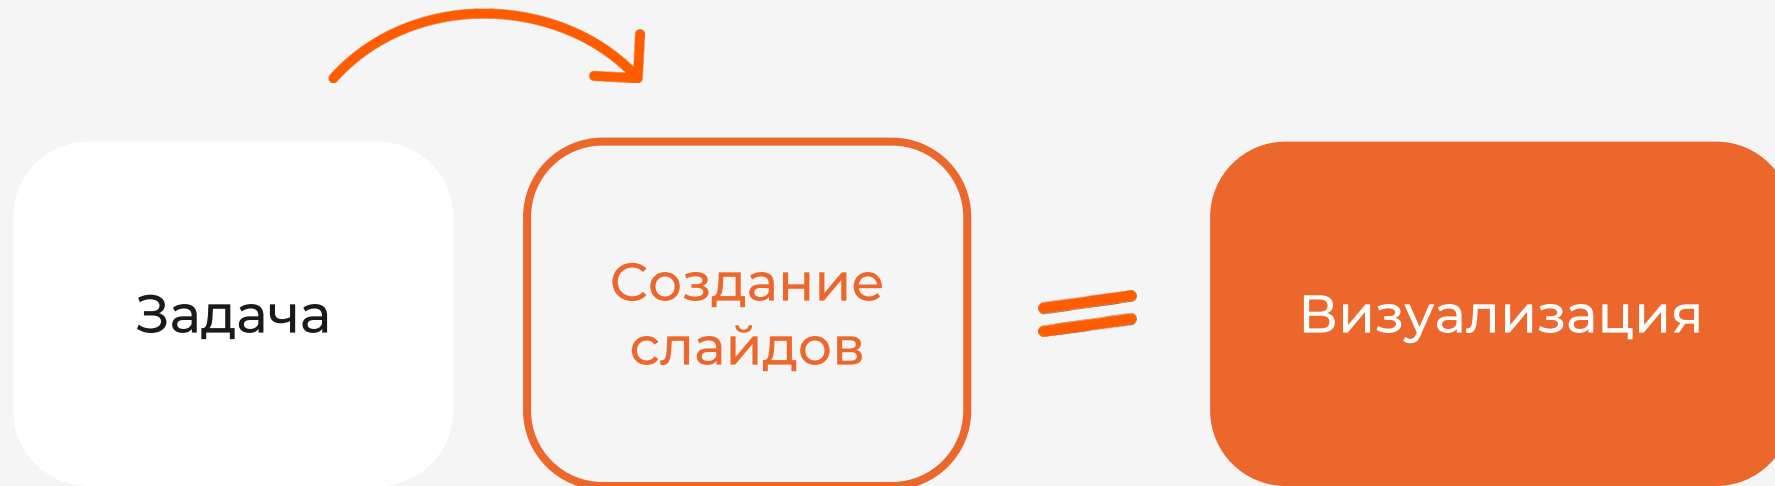 Задача
Создание
слайдов
Визуализация